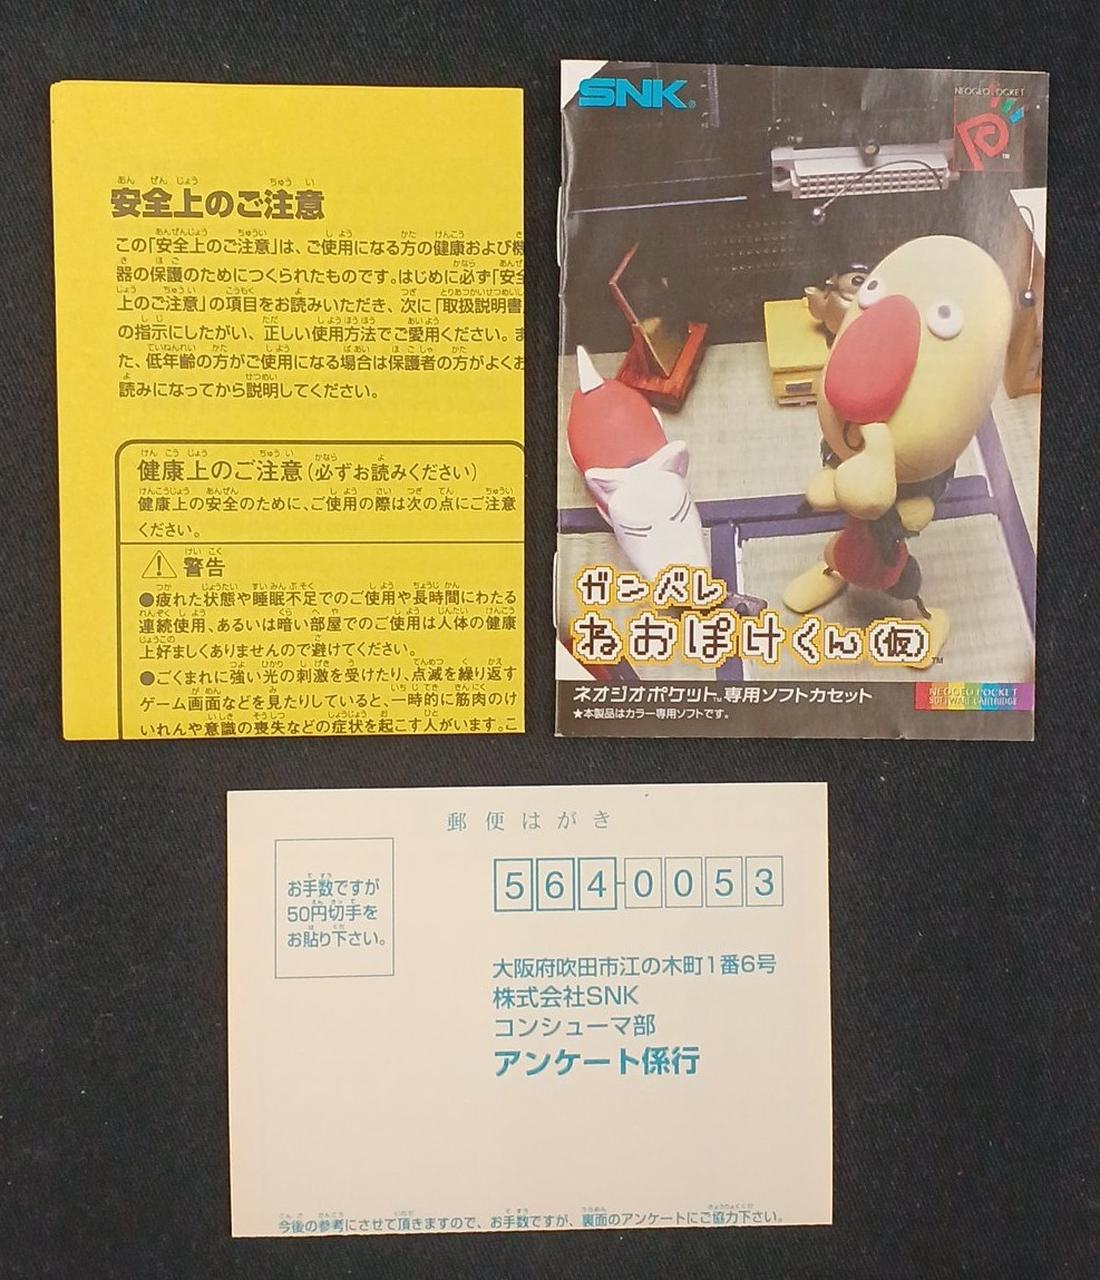 安全上のご注意
この「安全上のご注意」は、ご使用になる方の健康および機
器の保護のためにつくられたものです。はじめに必ず「安全
上のご注意」の項目をお読みいただき、次に「取扱説明書」
の指示にしたがい、正しい使用方法でご愛用ください。ま
た、低年齢の方がご使用になる場合は保護者の方がよくお
読みになってから説明してください。
健康上のご注意(必ずお読みください)
健康上の安全のために、ご使用の際は次の点にご注意
ください。
警告
●疲れた状態や睡眠不足でのご使用や長時間にわたる
連続使用、あるいは暗い部屋でのご使用は人体の健康
上好ましくありませんので避けてください。
●ごくまれに強い光の刺激を受けたり、点滅を繰り返す
ゲーム画面などを見たりしていると、一時的に筋肉のけ
いれんや意識の喪失などの症状を起こす人がいます。こ
SNK
NEOGEO POCKET
ガンバレ
ねおぽけくん(仮)™
ネオジオポケット™専用ソフトカセット
★本製品はカラー専用ソフトです。
NEOGEO POCKET
SOFTWARE CARTRIDGE
郵便はがき
お手数ですが
50円切手を
お貼り下さい。
564-0053
大阪府吹田市江の木町1番6号
株式会社SNK
コンシューマ部
アンケート係行
今後の参考にさせて頂きますので、お手数ですが、裏面のアンケートにご協力下さい。